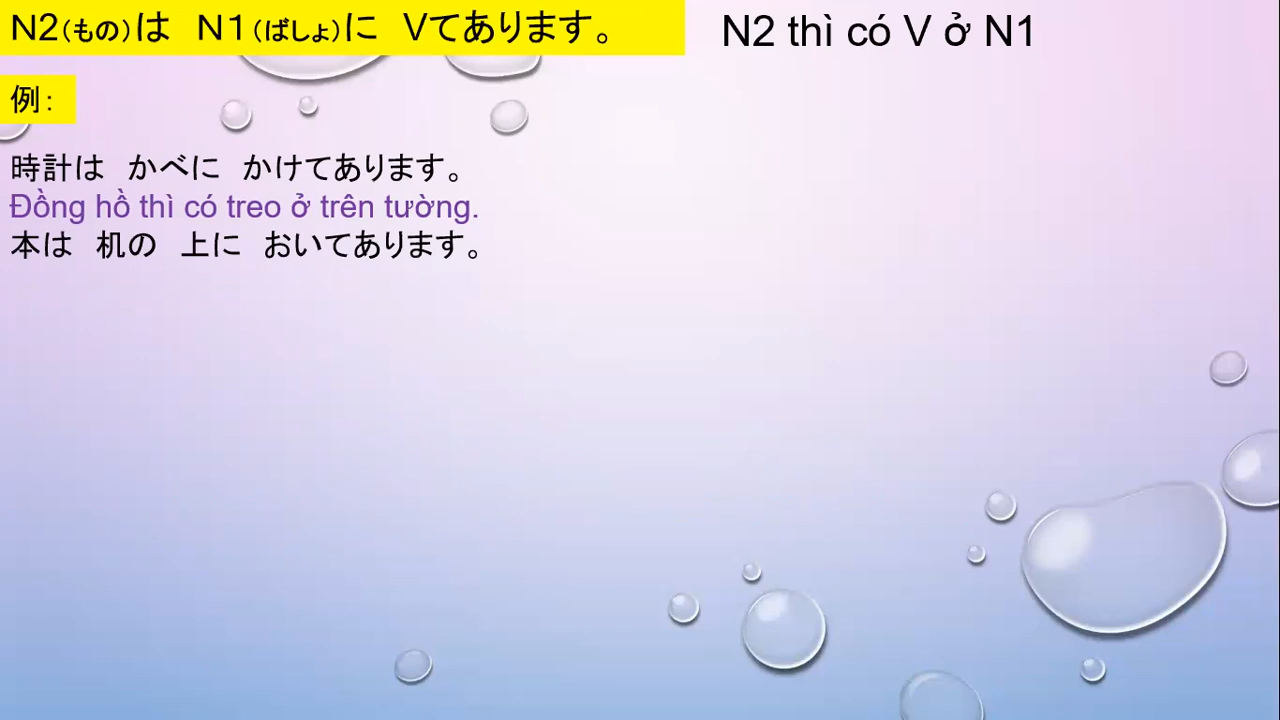 N2(もの)は　N1(ばしょ)に　Vてあります。
N2 thì có V ở N1
例：
時計は　かべに　かけてあります。
Đồng hồ thì có treo ở trên tường.
本は　机の　上に　おいてあります。